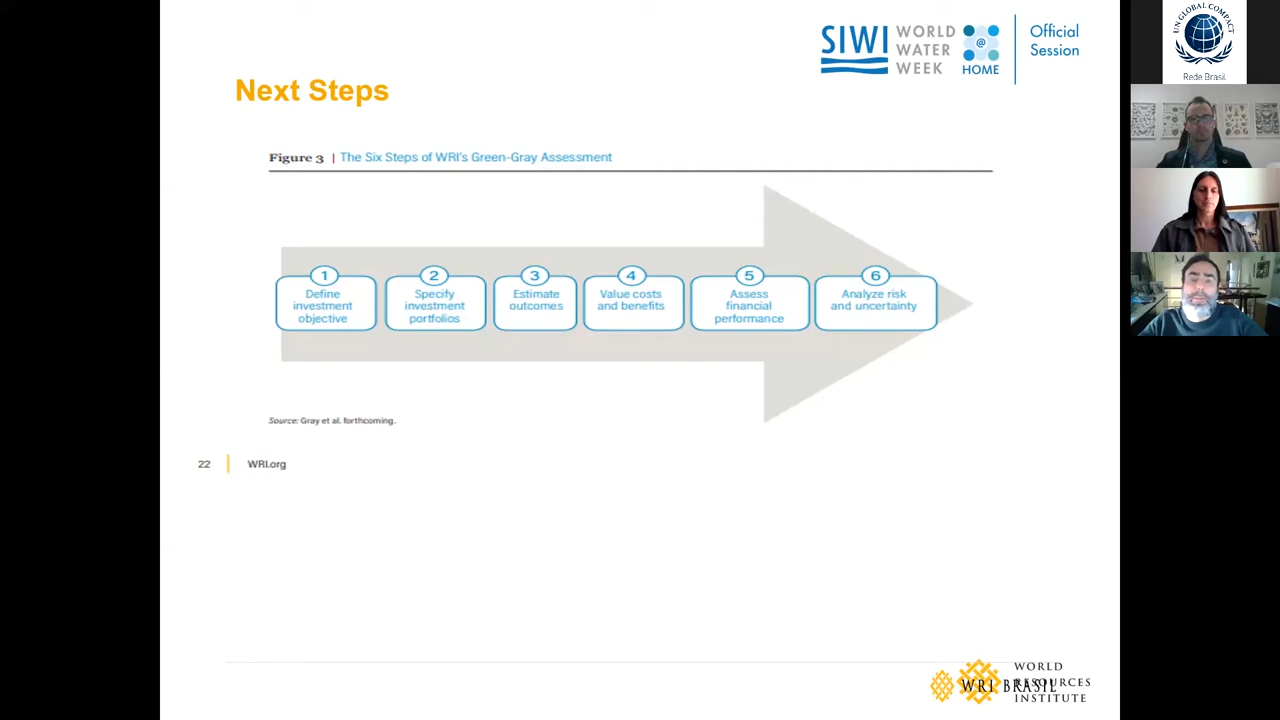 SIWI
WORLD
WATER
WEEK
@
HOME
Official
Session
UN GLOBAL COMPACT
Rede Brasil
Next Steps
Figure 3 | The Six Steps of WRI's Green-Gray Assessment
1
Define
investment
objective
2
Specify
investment
portfolios
3
Estimate
outcomes
4
Value costs
and benefits
5
Assess
financial
performance
6
Analyze risk
and uncertainty
Source: Gray et al. forthcoming.
22 | WRI.org
WRI BRASIL
WORLD
RESOURCES
INSTITUTE